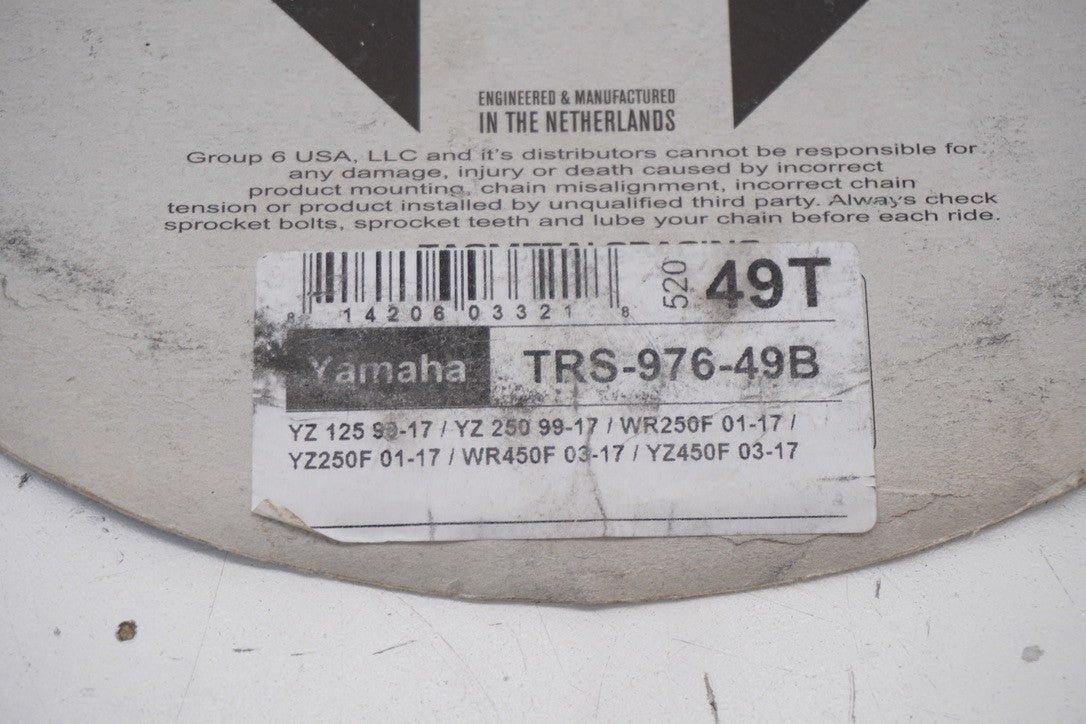 ENGINEERED & MANUFACTURED
IN THE NETHERLANDS
Group 6 USA, LLC and it's distributors cannot be responsible for
any damage, injury or death caused by incorrect
product mounting, chain misalignment, incorrect chain
tension or product installed by unqualified third party. Always check
sprocket bolts, sprocket teeth and lube your chain before each ride.
8 14206 03321 8
520 49T
Yamaha TRS-976-49B
YZ 125 99-17 / YZ 250 99-17 / WR250F 01-17 /
YZ250F 01-17 / WR450F 03-17 / YZ450F 03-17